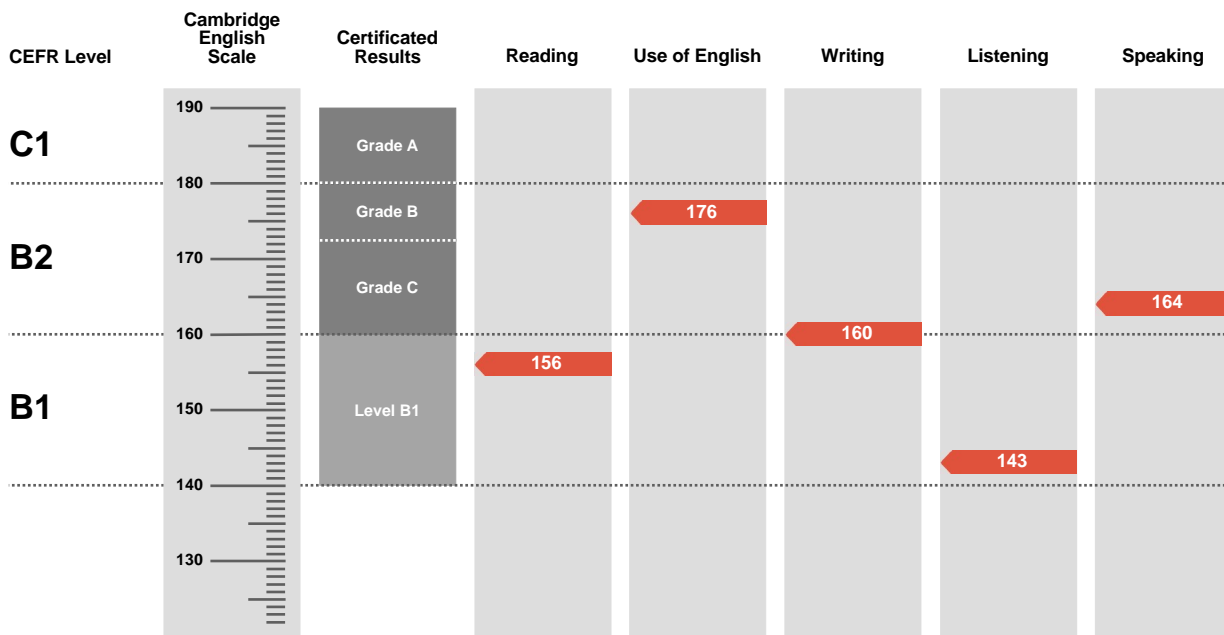 CEFR Level
Cambridge
English
Scale
Certificated
Results
Reading
Use of English
Writing
Listening
Speaking
190
C1
Grade A
180
Grade B
176
B2
170
Grade C
164
160
160
156
B1
150
Level B1
143
140
130